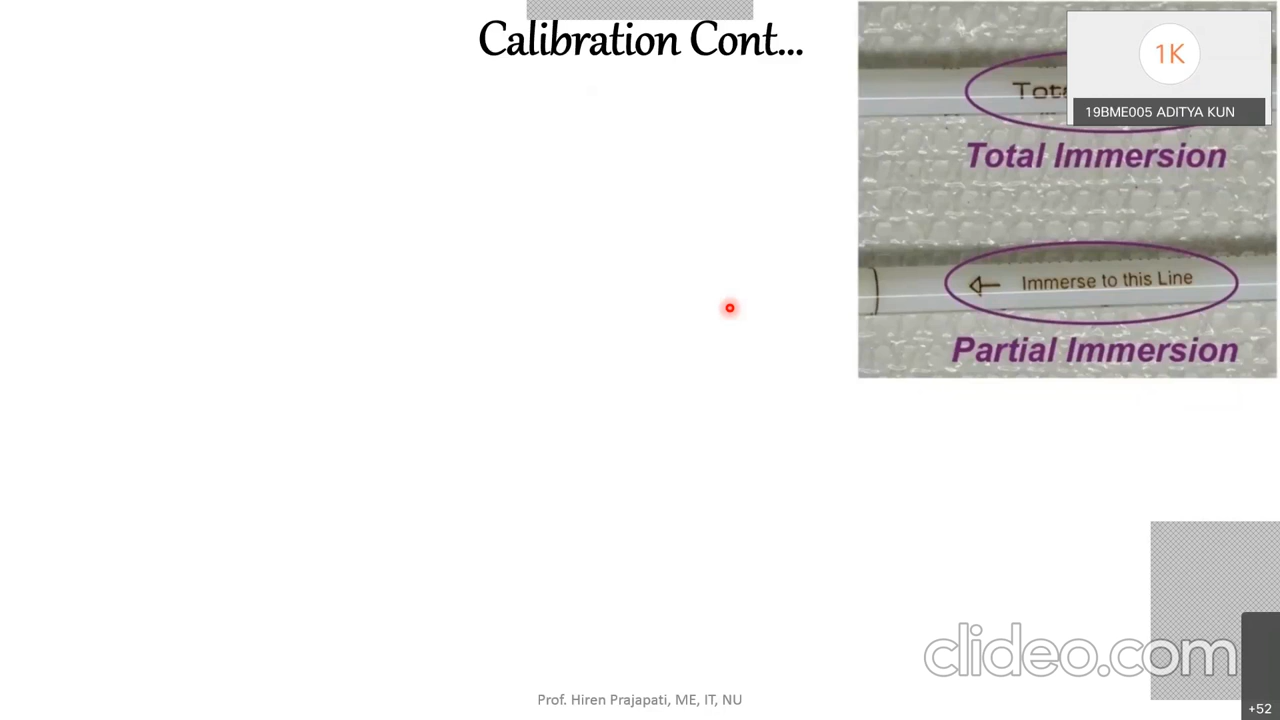 Calibration Cont...
1K
19BME005 ADITYA KUN
Total Immersion
Immerse to this Line
Partial Immersion
clideo.com
Prof. Hiren Prajapati, ME, IT, NU
+52